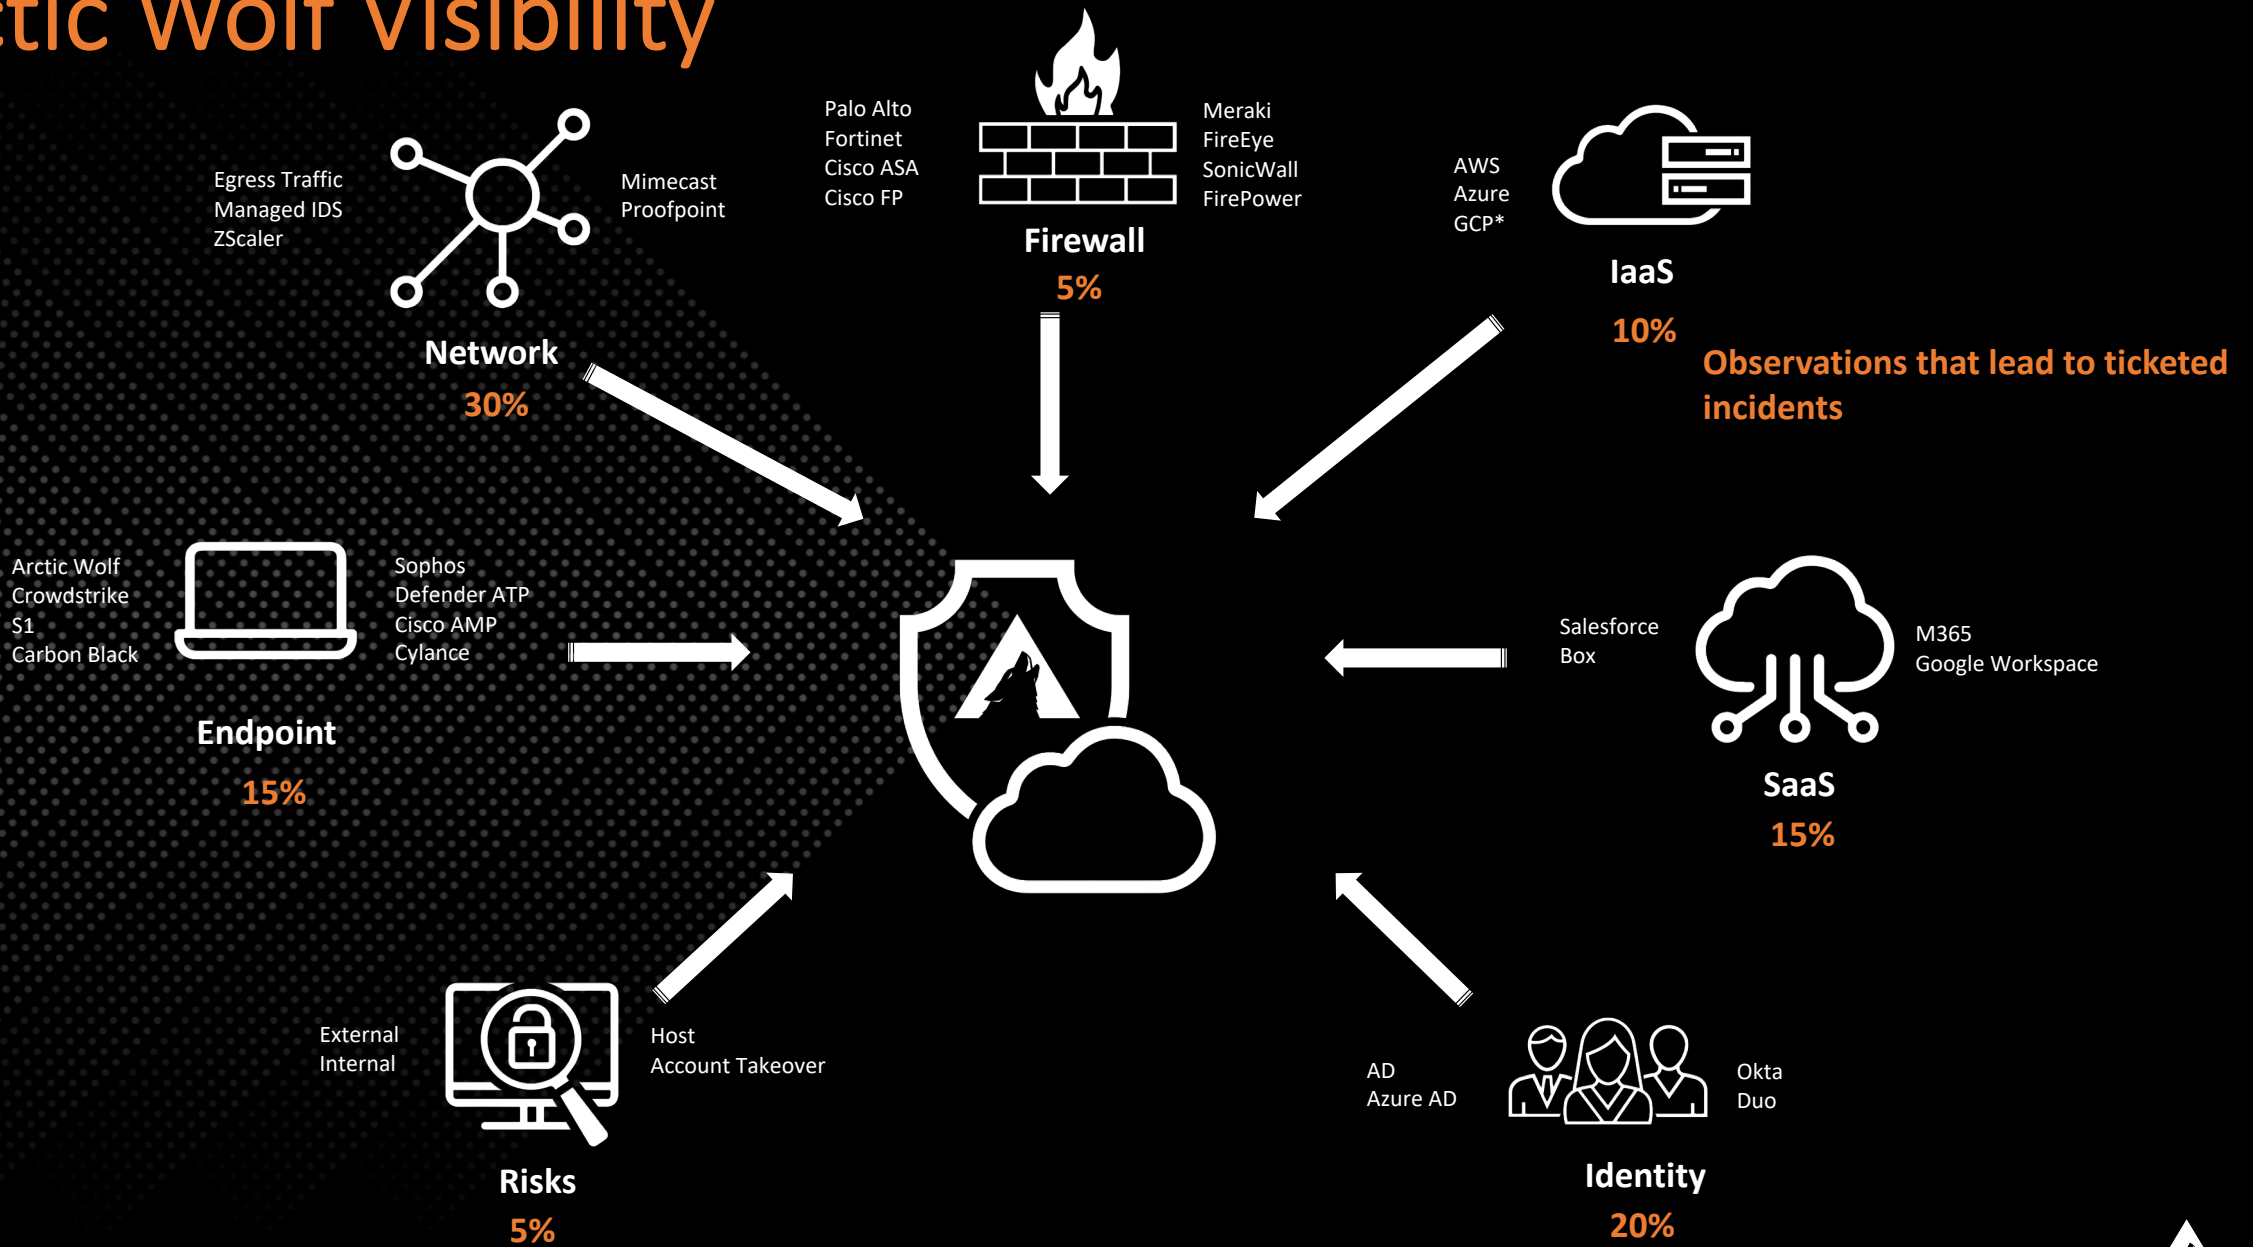 ctic Wolf Visibility
Egress Traffic
Managed IDS
ZScaler
Mimecast
Proofpoint
Network
30%
Palo Alto
Fortinet
Cisco ASA
Cisco FP
Meraki
FireEye
SonicWall
FirePower
Firewall
5%
AWS
Azure
GCP*
IaaS
10%
Observations that lead to ticketed
incidents
Arctic Wolf
Crowdstrike
S1
Carbon Black
Sophos
Defender ATP
Cisco AMP
Cylance
Endpoint
15%
Salesforce
Box
M365
Google Workspace
SaaS
15%
External
Internal
Host
Account Takeover
Risks
5%
AD
Azure AD
Okta
Duo
Identity
20%